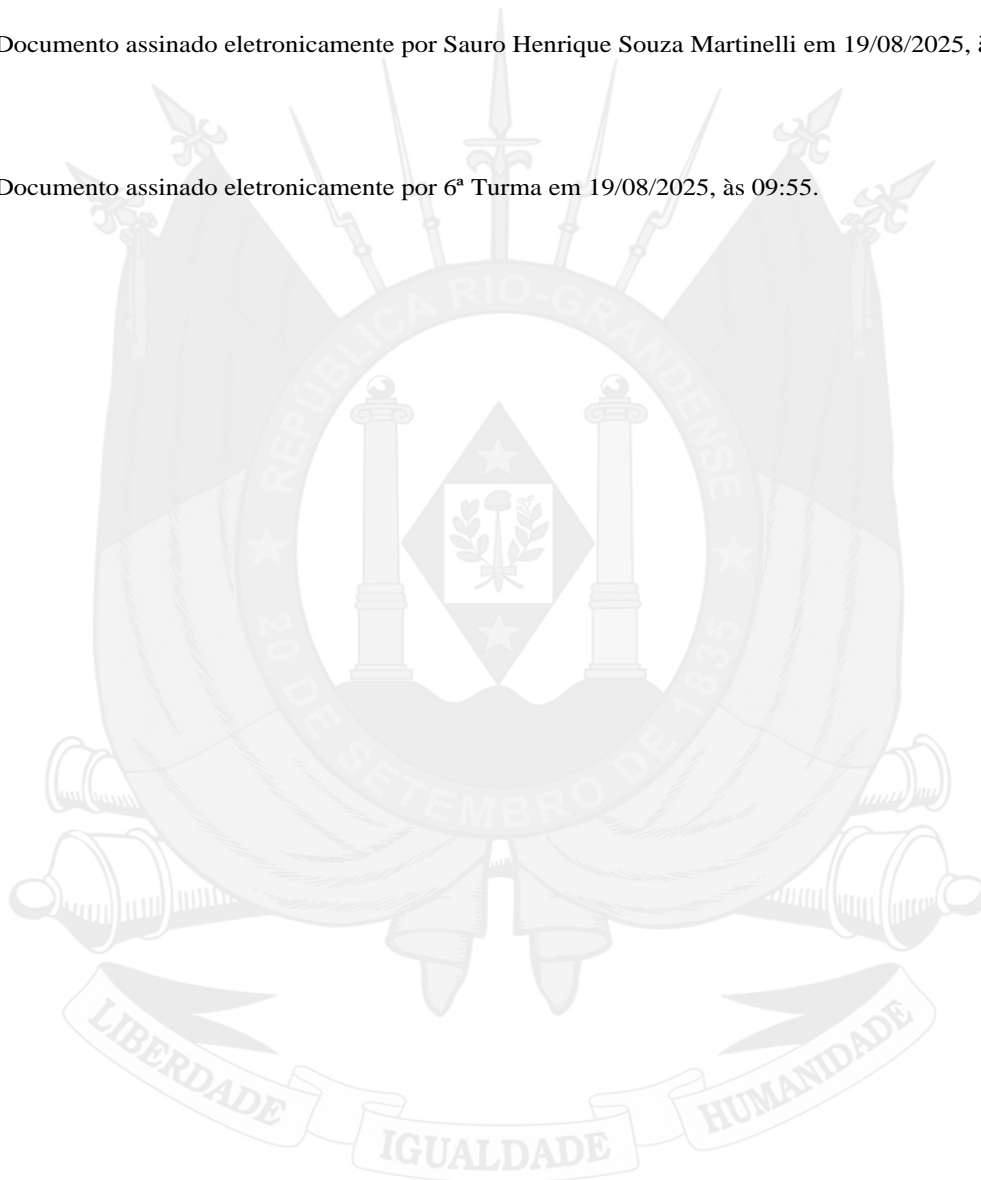 Documento assinado eletronicamente por Sauro Henrique Souza Martinelli em 19/08/2025,
Documento assinado eletronicamente por 6ª Turma em 19/08/2025, às 09:55.
REPÚBLICA RIO-GRANDENSE
★ 20 DE SETEMBRO DE 1835 ★
LIBERDADE
IGUALDADE
HUMANIDADE